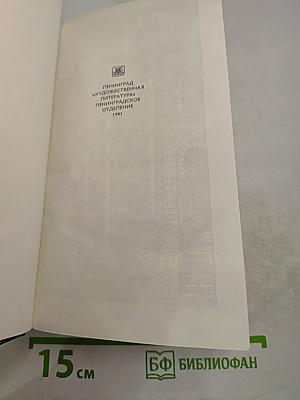 ЛЕНИНГРАД
«ХУДОЖЕСТВЕННАЯ
ЛИТЕРАТУРА»
ЛЕНИНГРАДСКОЕ
ОТДЕЛЕНИЕ
1991
15 см
БФ БИБЛИОФАН